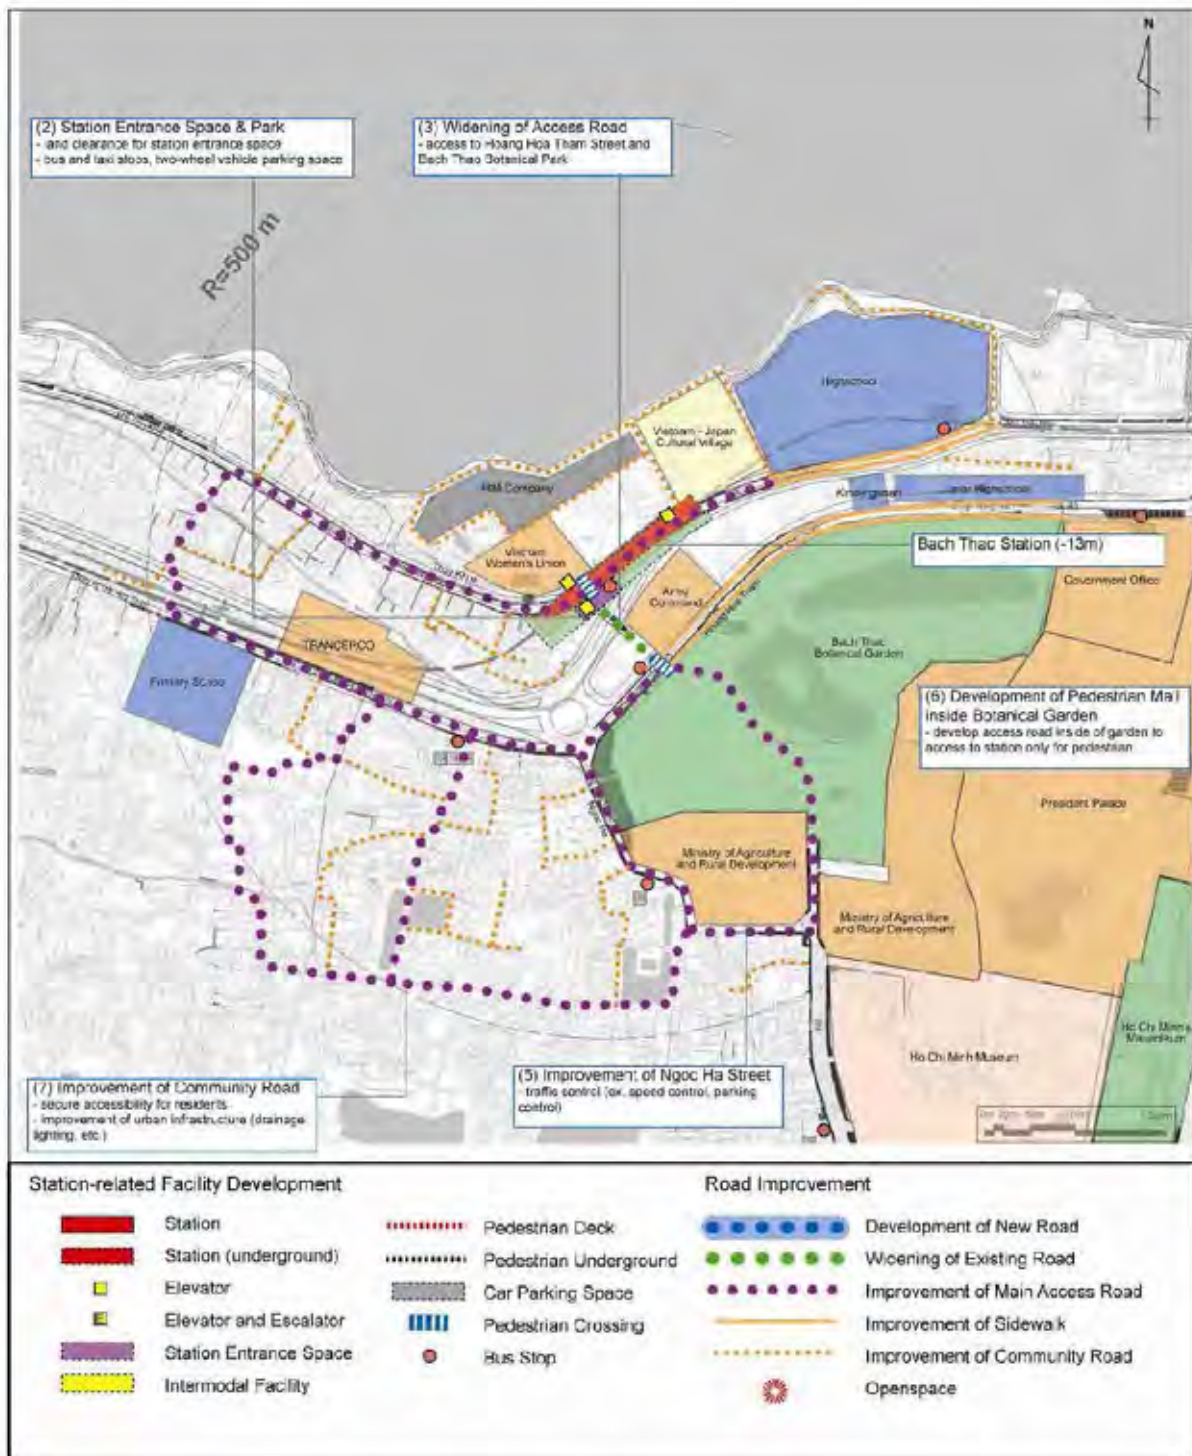 N
(2) Station Entrance Space & Park
- land clearance for station entrance space
- bus and taxi stops, two-wheel vehicle parking space
(3) Widening of Access Road
- access to Hoang Hoa Tham Street and
Bach Thao Botanical Park
R=500 m
Highschool
Vietnam - Japan
Cultural Village
Company
Vietnam
Women's Union
Army
Command
Bach Thao Station (-13m)
Government Office
TRANCERCO
Primary School
Bach Thao
Botanical Garden
(6) Development of Pedestrian Mall
inside Botanical Garden
- develop access road inside of garden to
access to station only for pedestrian
President Palace
Ngoc Ha
Ministry of Agriculture
and Rural Development
Ministry of Agriculture
and Rural Development
Ho Chi Minh Museum
Ho Chi Minh's
Mausoleum
(7) Improvement of Community Road
- secure accessibility for residents
- improvement of urban infrastructure (drainage,
lighting, etc.)
(5) Improvement of Ngoc Ha Street
- traffic control (ex. speed control, parking
control)
Station-related Facility Development
Station
Station (underground)
Elevator
Elevator and Escalator
Station Entrance Space
Intermodal Facility
Pedestrian Deck
Pedestrian Underground
Car Parking Space
Pedestrian Crossing
Bus Stop
Road Improvement
Development of New Road
Widening of Existing Road
Improvement of Main Access Road
Improvement of Sidewalk
Improvement of Community Road
Openspace